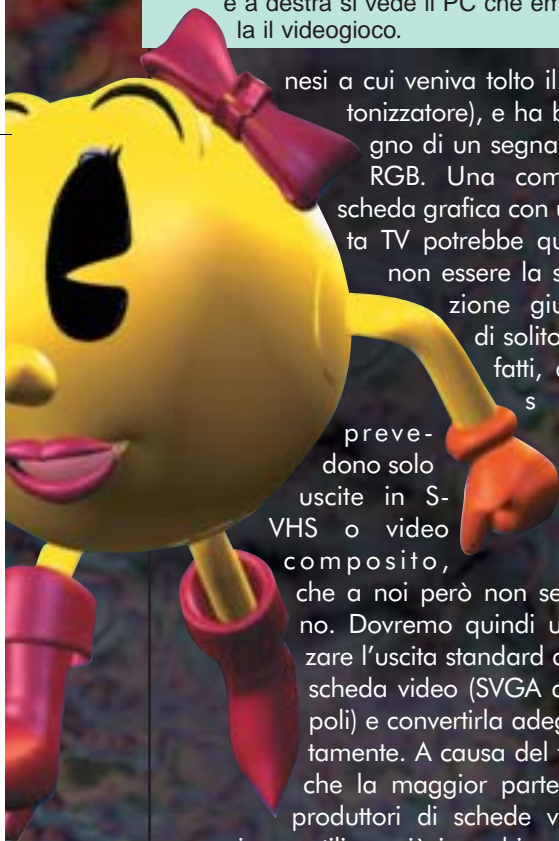 e a destra si vede il PC che em
la il videogioco.
nesi a cui veniva tolto il
tonizzatore), e ha b
gno di un segna
RGB. Una com
scheda grafica con u
ta TV potrebbe qu
non essere la s
zione giu
di solito
fatti,
s
preve-
dono solo
uscite in S-
VHS o video
composito,
che a noi però non se
no. Dovremo quindi u
zare l'uscita standard
scheda video (SVGA
poli) e convertirla adeg
tamente. A causa del
che la maggior parte
produttori di schede v